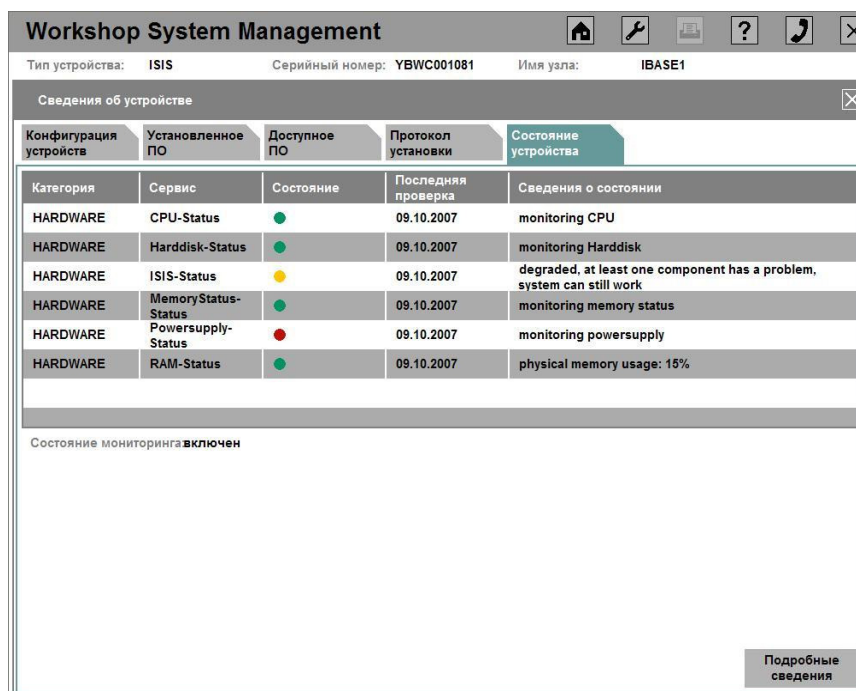 Workshop System Management
?
Тип устройства: ISIS Серийный номер: YBWC001081 Имя узла: IBASE1
Сведения об устройстве
Конфигурация устройств
Установленное ПО
Доступное ПО
Протокол установки
Состояние устройства
Категория Сервис Состояние Последняя проверка Сведения о состоянии
HARDWARE CPU-Status 09.10.2007 monitoring CPU
HARDWARE Harddisk-Status 09.10.2007 monitoring Harddisk
HARDWARE ISIS-Status 09.10.2007 degraded, at least one component has a problem, system can still work
HARDWARE MemoryStatus-Status 09.10.2007 monitoring memory status
HARDWARE Powersupply-Status 09.10.2007 monitoring powersupply
HARDWARE RAM-Status 09.10.2007 physical memory usage: 15%
Состояние мониторинга:включен
Подробные сведения